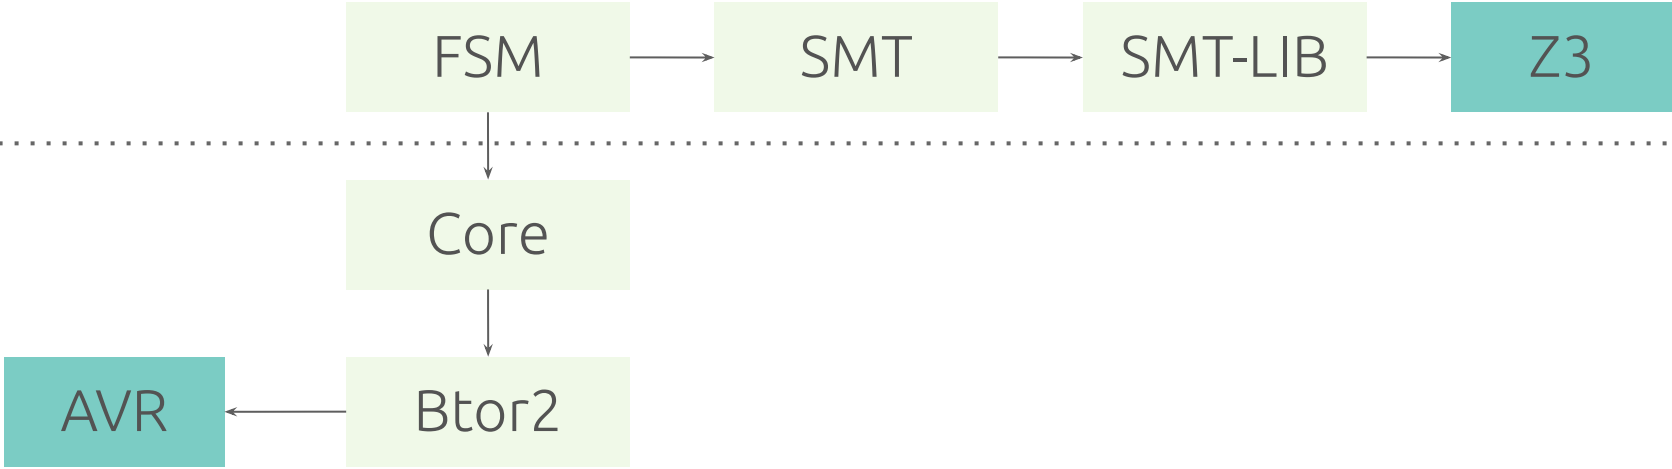 FSM
SMT
SMT-LIB
Z3
Core
AVR
Btor2